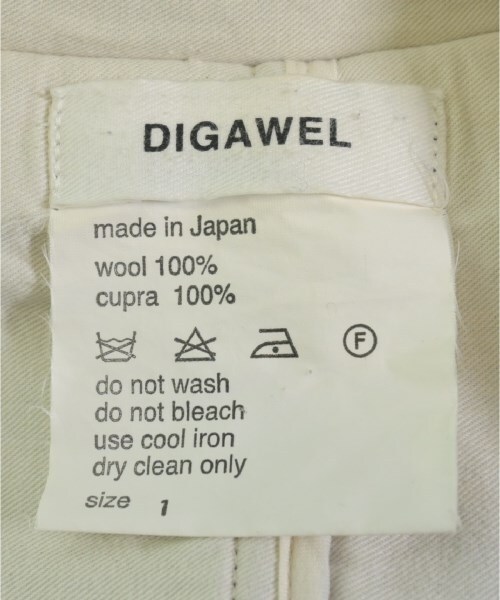 DIGAWEL
made in Japan
wool 100%
cupra 100%
F
do not wash
do not bleach
use cool iron
dry clean only
size 1